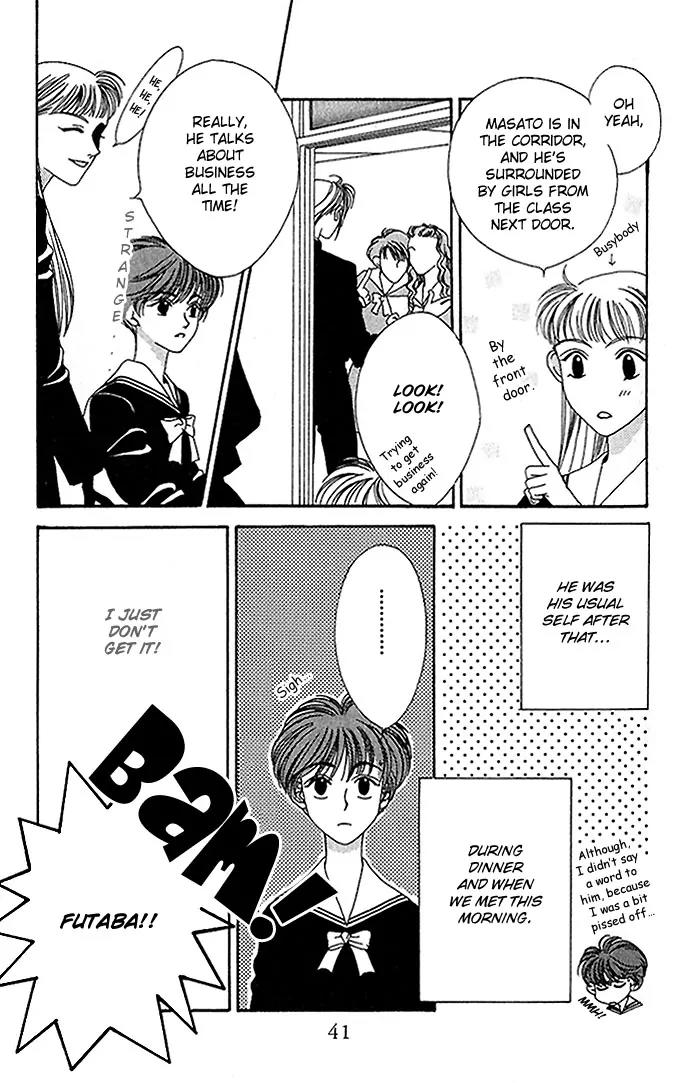 OH
YEAH,
MASATO IS IN
THE CORRIDOR,
AND HE'S
SURROUNDED
BY GIRLS FROM
THE CLASS
NEXT DOOR.
Busybody
By
the
front
door.
LOOK!
LOOK!
Trying
to get
business
again!
REALLY,
HE TALKS
ABOUT
BUSINESS
ALL THE
TIME!
HE,
HE,
HE!
STRANGE...
HE WAS
HIS USUAL
SELF AFTER
THAT...
DURING
DINNER
AND WHEN
WE MET THIS
MORNING.
Although,
I didn't say
a word to
him, because
I was a bit
pissed off...
MMH!
.........
Sigh...
I JUST
DON'T
GET IT!
BAM!
FUTABA!!
41